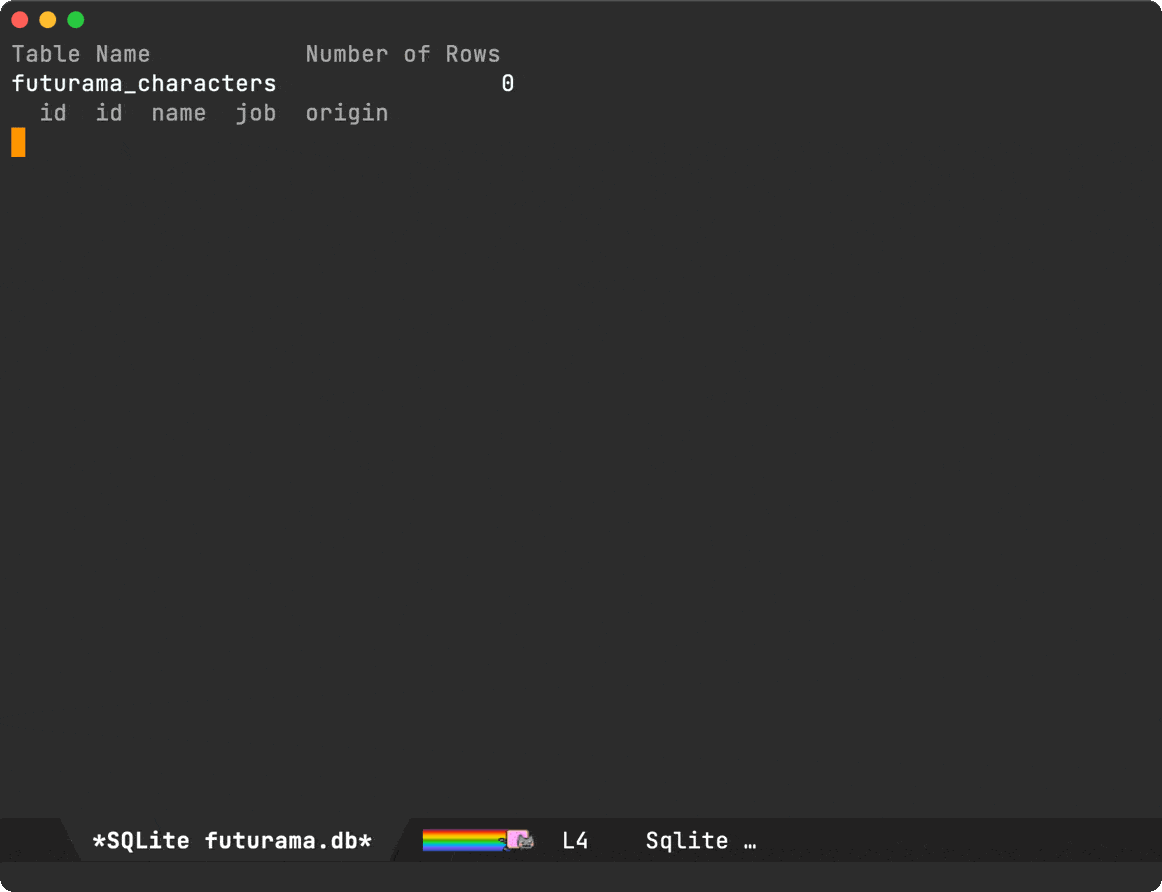 Table Name Number of Rows
futurama_characters 0
id id name job origin
*SQLite futurama.db* L4 Sqlite …